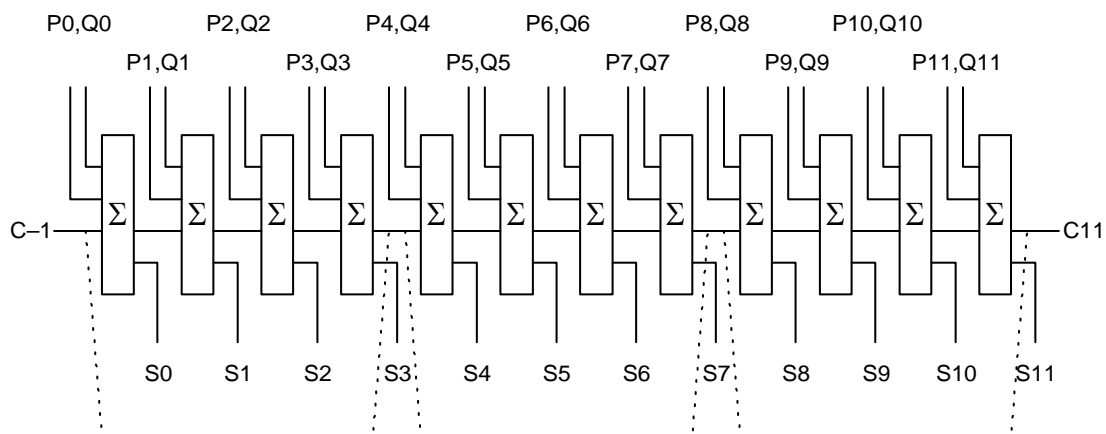 P0,Q0 P2,Q2 P4,Q4 P6,Q6 P8,Q8 P10,Q10
P1,Q1 P3,Q3 P5,Q5 P7,Q7 P9,Q9 P11,Q11
C–1 Σ Σ Σ Σ Σ Σ Σ Σ Σ Σ Σ Σ C11
S0 S1 S2 S3 S4 S5 S6 S7 S8 S9 S10 S11